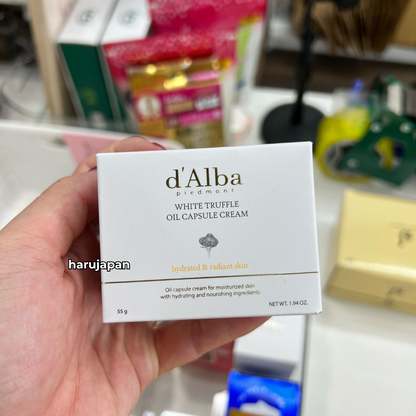 d'Alba
piedmont
WHITE TRUFFLE
OIL CAPSULE CREAM
harujapan
hydrated & radiant skin
Oil capsule cream for moisturized skin
with hydrating and nourishing ingredients
55 g
NET WT. 1.94 OZ.